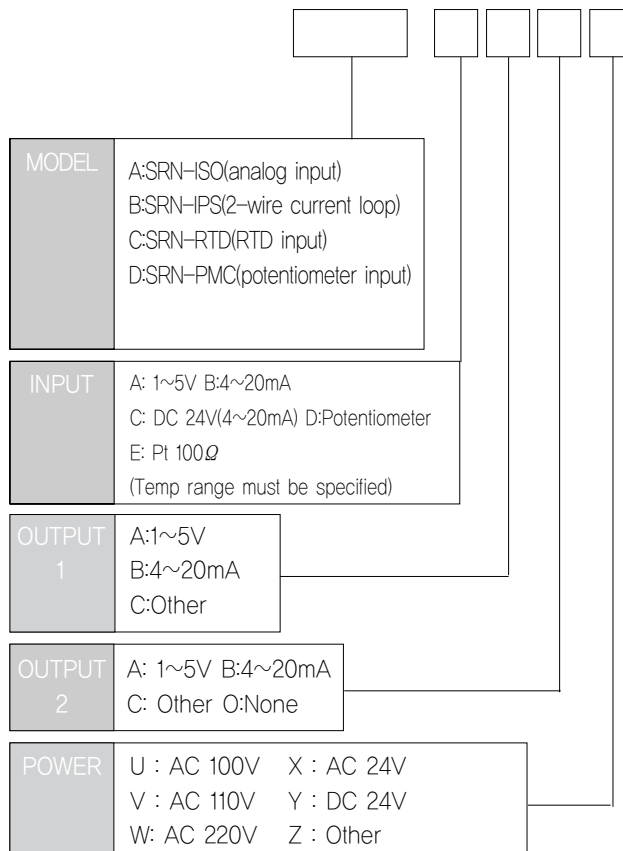 MODEL
A:SRN-ISO(analog input)
B:SRN-IPS(2-wire current loop)
C:SRN-RTD(RTD input)
D:SRN-PMC(potentiometer input)
INPUT
A: 1~5V B:4~20mA
C: DC 24V(4~20mA) D:Potentiometer
E: Pt 100Ω
(Temp range must be specified)
OUTPUT
1
A:1~5V
B:4~20mA
C:Other
OUTPUT
2
A: 1~5V B:4~20mA
C: Other O:None
POWER
U : AC 100V X : AC 24V
V : AC 110V Y : DC 24V
W: AC 220V Z : Other